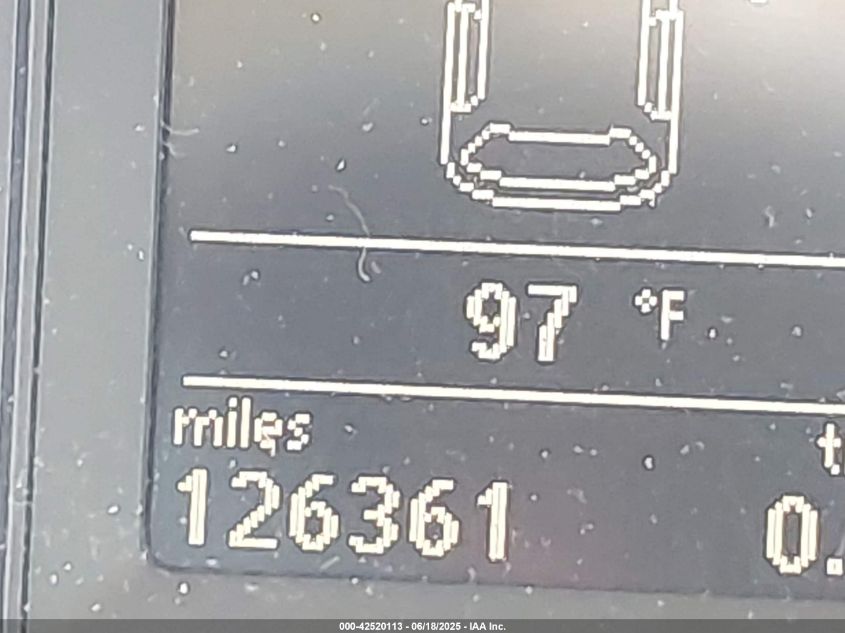 97 °F
miles t
126361 0.
000-42520113 - 06/18/2025 - IAA Inc.